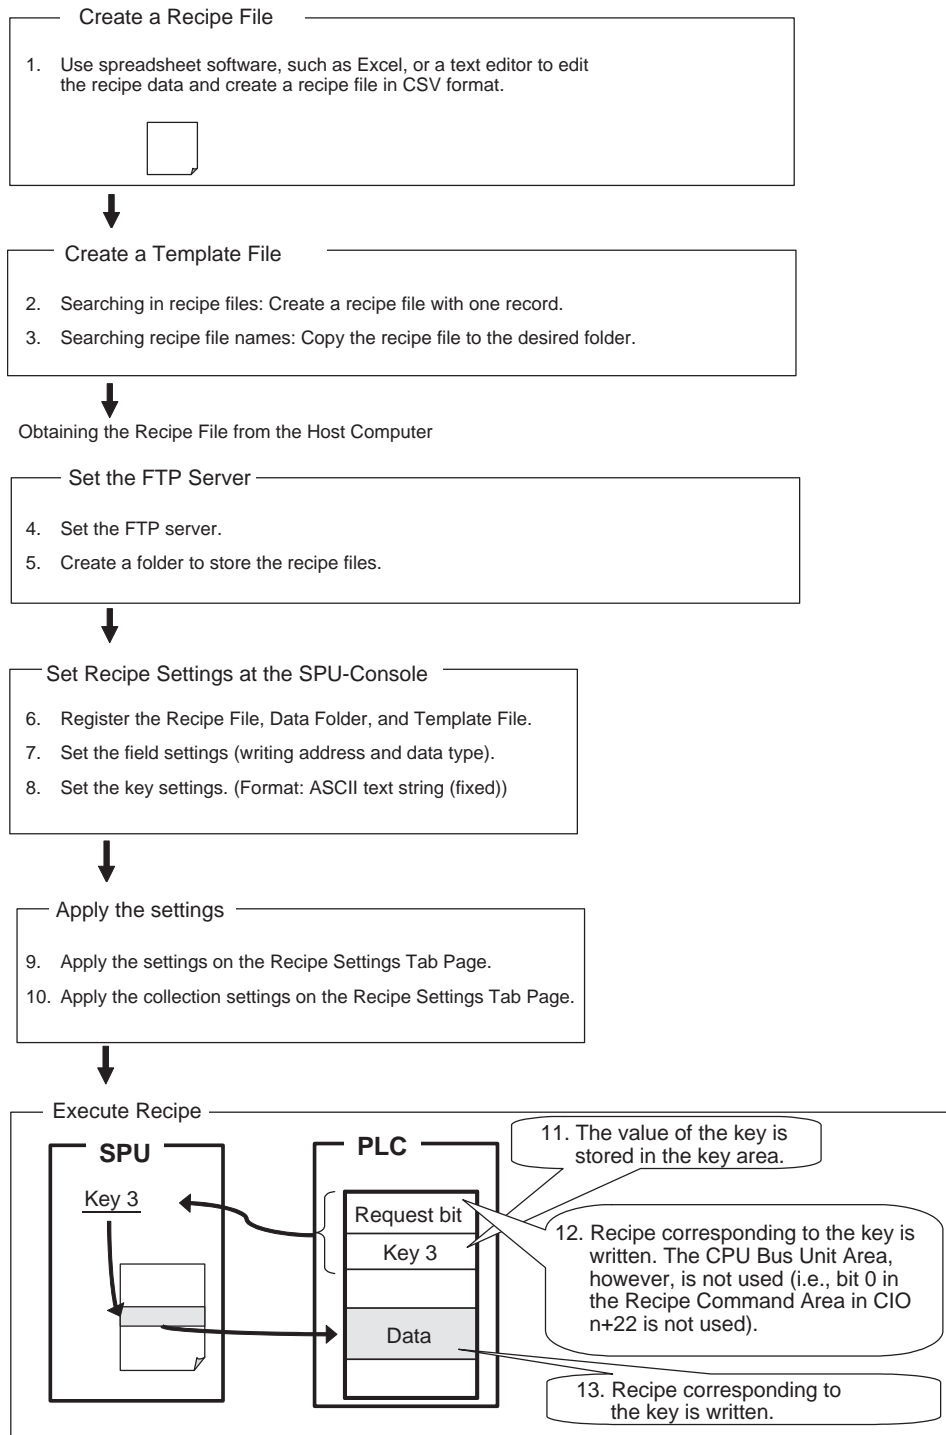 Create a Recipe File
1. Use spreadsheet software, such as Excel, or a text editor to edit
the recipe data and create a recipe file in CSV format.
Create a Template File
2. Searching in recipe files: Create a recipe file with one record.
3. Searching recipe file names: Copy the recipe file to the desired folder.
Obtaining the Recipe File from the Host Computer
Set the FTP Server
4. Set the FTP server.
5. Create a folder to store the recipe files.
Set Recipe Settings at the SPU-Console
6. Register the Recipe File, Data Folder, and Template File.
7. Set the field settings (writing address and data type).
8. Set the key settings. (Format: ASCII text string (fixed))
Apply the settings
9. Apply the settings on the Recipe Settings Tab Page.
10. Apply the collection settings on the Recipe Settings Tab Page.
Execute Recipe
SPU
Key 3
PLC
Request bit
Key 3
Data
11. The value of the key is
stored in the key area.
12. Recipe corresponding to the key is
written. The CPU Bus Unit Area,
however, is not used (i.e., bit 0 in
the Recipe Command Area in CIO
n+22 is not used).
13. Recipe corresponding to
the key is written.